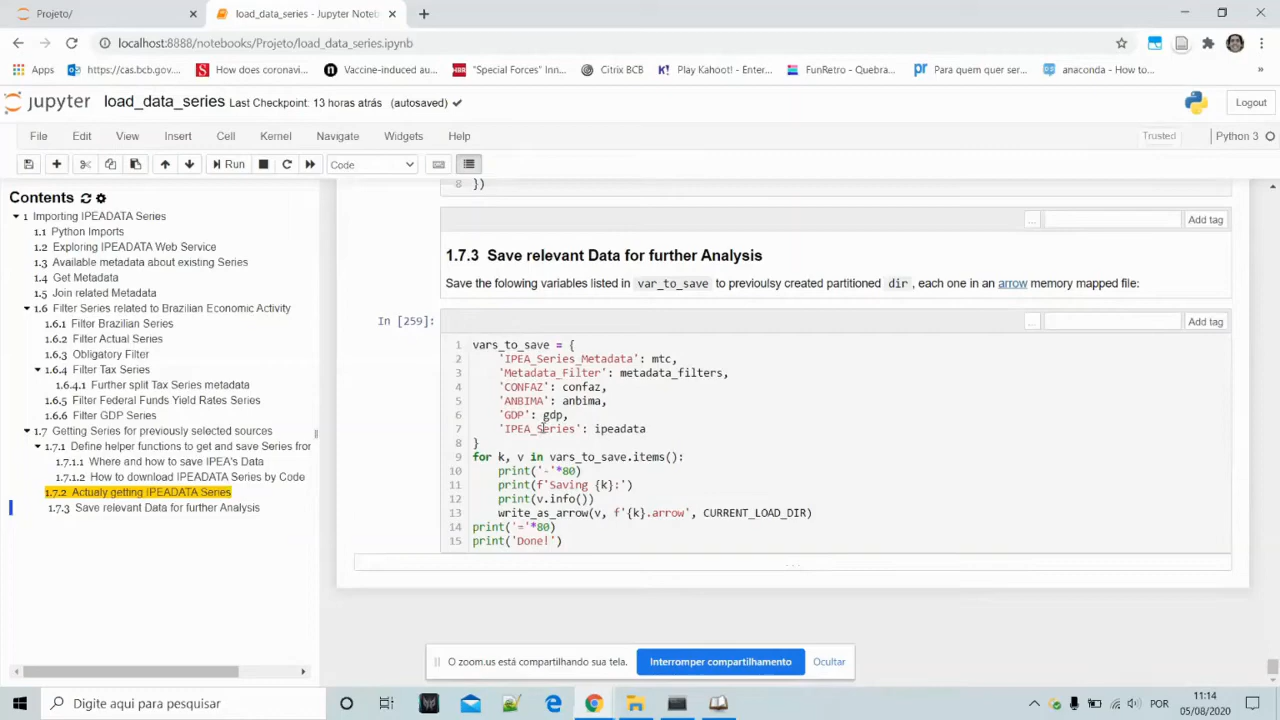 Projeto/
load_data_series - Jupyter Noteb
localhost:8888/notebooks/Projeto/load_data_series.ipynb
Apps
https://cas.bcb.gov...
How does coronavi...
Vaccine-induced au...
"Special Forces" Inn...
Citrix BCB
Play Kahoot! - Enter...
FunRetro - Quebra...
Para quem quer ser...
anaconda - How to...
jupyter load_data_series Last Checkpoint: 13 horas atrás (autosaved)
Logout
File Edit View Insert Cell Kernel Navigate Widgets Help
Trusted
Python 3
Run
Code
Contents
1 Importing IPEADATA Series
1.1 Python Imports
1.2 Exploring IPEADATA Web Service
1.3 Available metadata about existing Series
1.4 Get Metadata
1.5 Join related Metadata
1.6 Filter Series related to Brazilian Economic Activity
1.6.1 Filter Brazilian Series
1.6.2 Filter Actual Series
1.6.3 Obligatory Filter
1.6.4 Filter Tax Series
1.6.4.1 Further split Tax Series metadata
1.6.5 Filter Federal Funds Yield Rates Series
1.6.6 Filter GDP Series
1.7 Getting Series for previously selected sources
1.7.1 Define helper functions to get and save Series from
1.7.1.1 Where and how to save IPEA's Data
1.7.1.2 How to download IPEADATA Series by Code
1.7.2 Actualy getting IPEADATA Series
1.7.3 Save relevant Data for further Analysis
8 })
... Add tag
1.7.3 Save relevant Data for further Analysis
Save the folowing variables listed in var_to_save to previoulsy created partitioned dir, each one in an arrow memory mapped file:
In [259]:
... Add tag
1 vars_to_save = {
2 'IPEA_Series_Metadata': mtc,
3 'Metadata_Filter': metadata_filters,
4 'CONFAZ': confaz,
5 'ANBIMA': anbima,
6 'GDP': gdp,
7 'IPEA_Series': ipeadata
8 }
9 for k, v in vars_to_save.items():
10 print('-'*80)
11 print(f'Saving {k}:')
12 print(v.info())
13 write_as_arrow(v, f'{k}.arrow', CURRENT_LOAD_DIR)
14 print('='*80)
15 print('Done!')
...
O zoom.us está compartilhando sua tela.
Interromper compartilhamento
Ocultar
Digite aqui para pesquisar
POR
11:14
05/08/2020